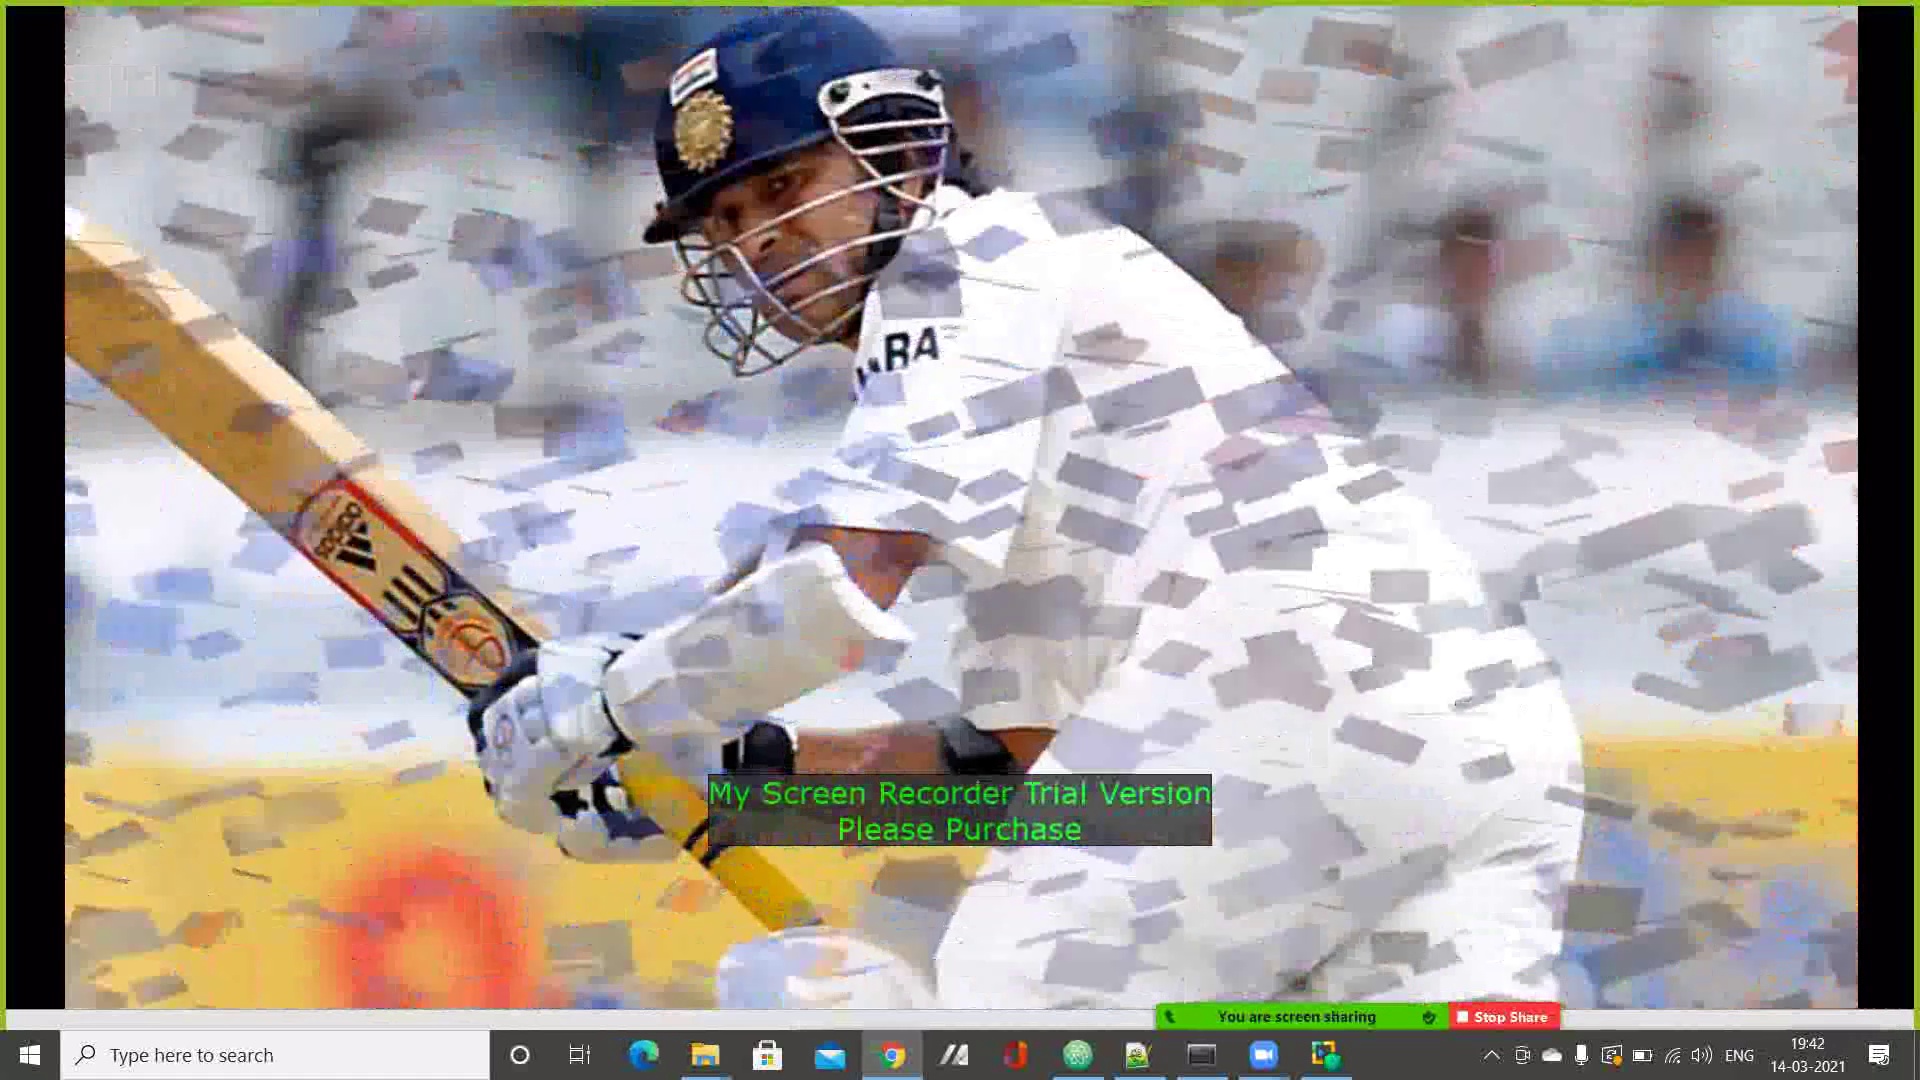 RA
adidas
My Screen Recorder Trial Version
Please Purchase
You are screen sharing
Stop Share
Type here to search
ENG
19:42
14-03-2021